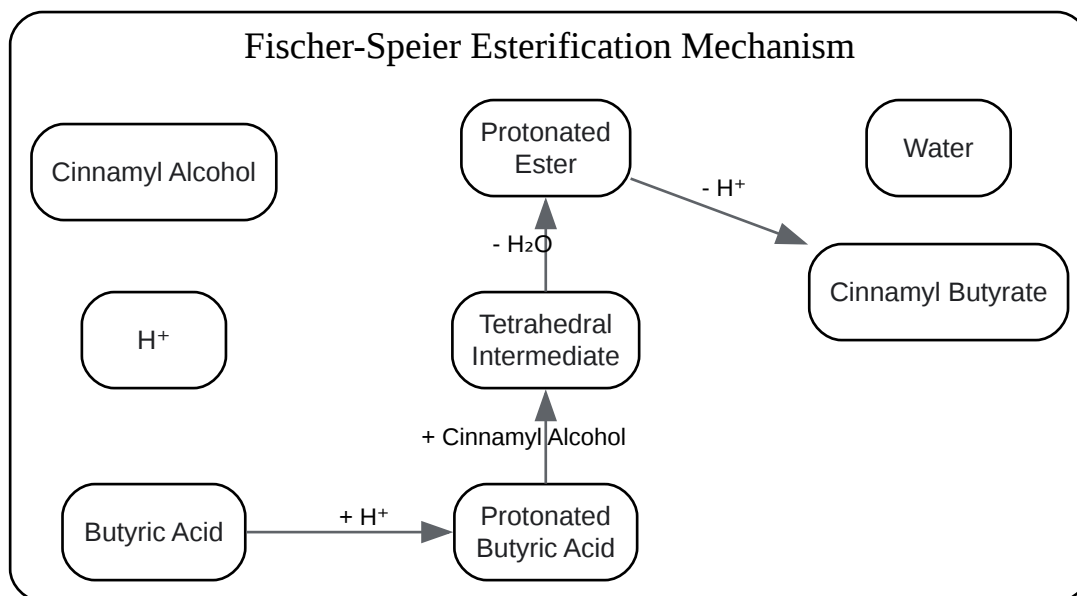 Fischer-Speier Esterification Mechanism
Cinnamyl Alcohol
Protonated
Ester
Water
- H⁺
- H₂O
Cinnamyl Butyrate
H⁺
Tetrahedral
Intermediate
+ Cinnamyl Alcohol
Butyric Acid
+ H⁺
Protonated
Butyric Acid